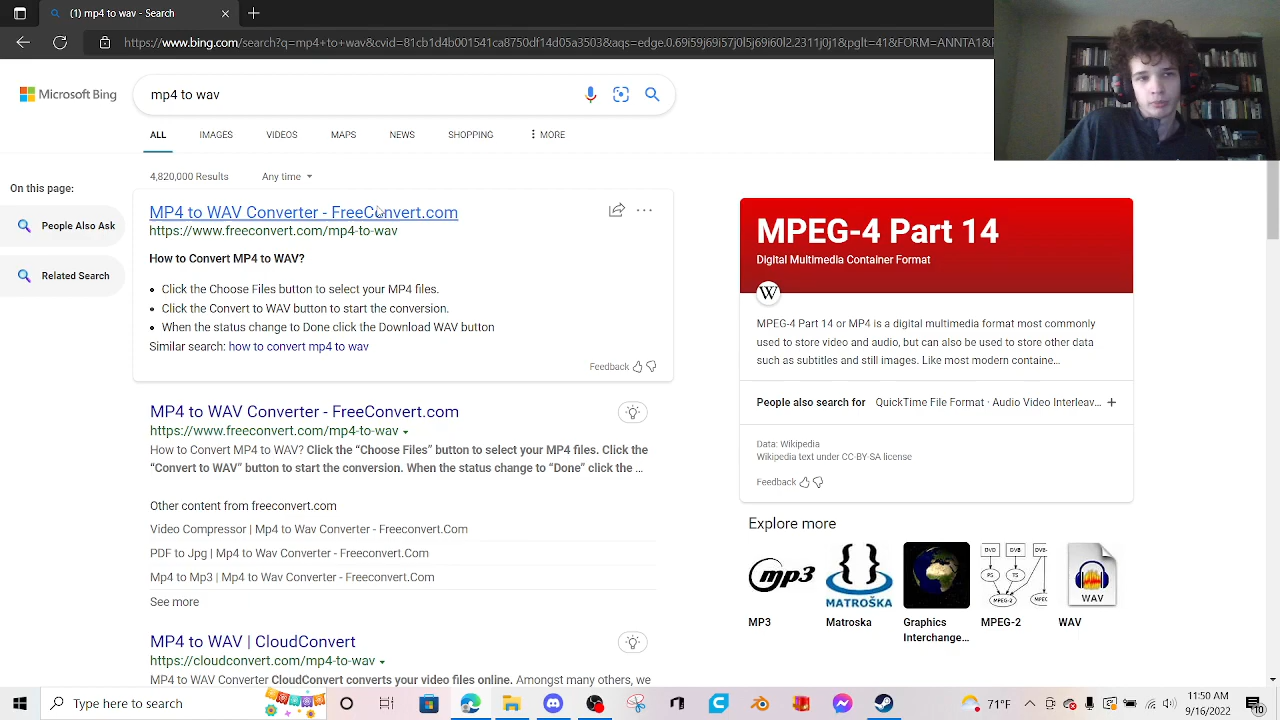 (1) mp4 to wav - Search
https://www.bing.com/search?q=mp4+to+wav&cvid=81cb1d4b01541ca8750df14d05a3503&aqs=edge.0.69i59j69i57j0j5j69i60l2.2311j0j1&pglt=41&FORM=ANNTA1&
Microsoft Bing
mp4 to wav
ALL IMAGES VIDEOS MAPS NEWS SHOPPING MORE
4,820,000 Results Any time
On this page:
People Also Ask
Related Search
MP4 to WAV Converter - FreeConvert.com
https://www.freeconvert.com/mp4-to-wav
How to Convert MP4 to WAV?
• Click the Choose Files button to select your MP4 files.
• Click the Convert to WAV button to start the conversion.
• When the status change to Done click the Download WAV button
Similar search: how to convert mp4 to wav
Feedback
MP4 to WAV Converter - FreeConvert.com
https://www.freeconvert.com/mp4-to-wav
How to Convert MP4 to WAV? Click the “Choose Files” button to select your MP4 files. Click the
“Convert to WAV” button to start the conversion. When the status change to “Done” click the ...
Other content from freeconvert.com
Video Compressor | Mp4 to Wav Converter - Freeconvert.Com
PDF to Jpg | Mp4 to Wav Converter - Freeconvert.Com
Mp4 to Mp3 | Mp4 to Wav Converter - Freeconvert.Com
See more
MP4 to WAV | CloudConvert
https://cloudconvert.com/mp4-to-wav
MP4 to WAV Converter CloudConvert converts your video files online. Amongst many others, we
MPEG-4 Part 14
Digital Multimedia Container Format
W
MPEG-4 Part 14 or MP4 is a digital multimedia format most commonly
used to store video and audio, but can also be used to store other data
such as subtitles and still images. Like most modern containe...
People also search for QuickTime File Format · Audio Video Interleav... +
Data: Wikipedia
Wikipedia text under CC-BY-SA license
Feedback
Explore more
mp3
DVD DVB DVB-
PS TS
MPEG-2
WAV
MP3 Matroska Graphics MPEG-2 WAV
MATROŠKA
Interchange...
Type here to search
71°F
11:50 AM
9/16/2022
10